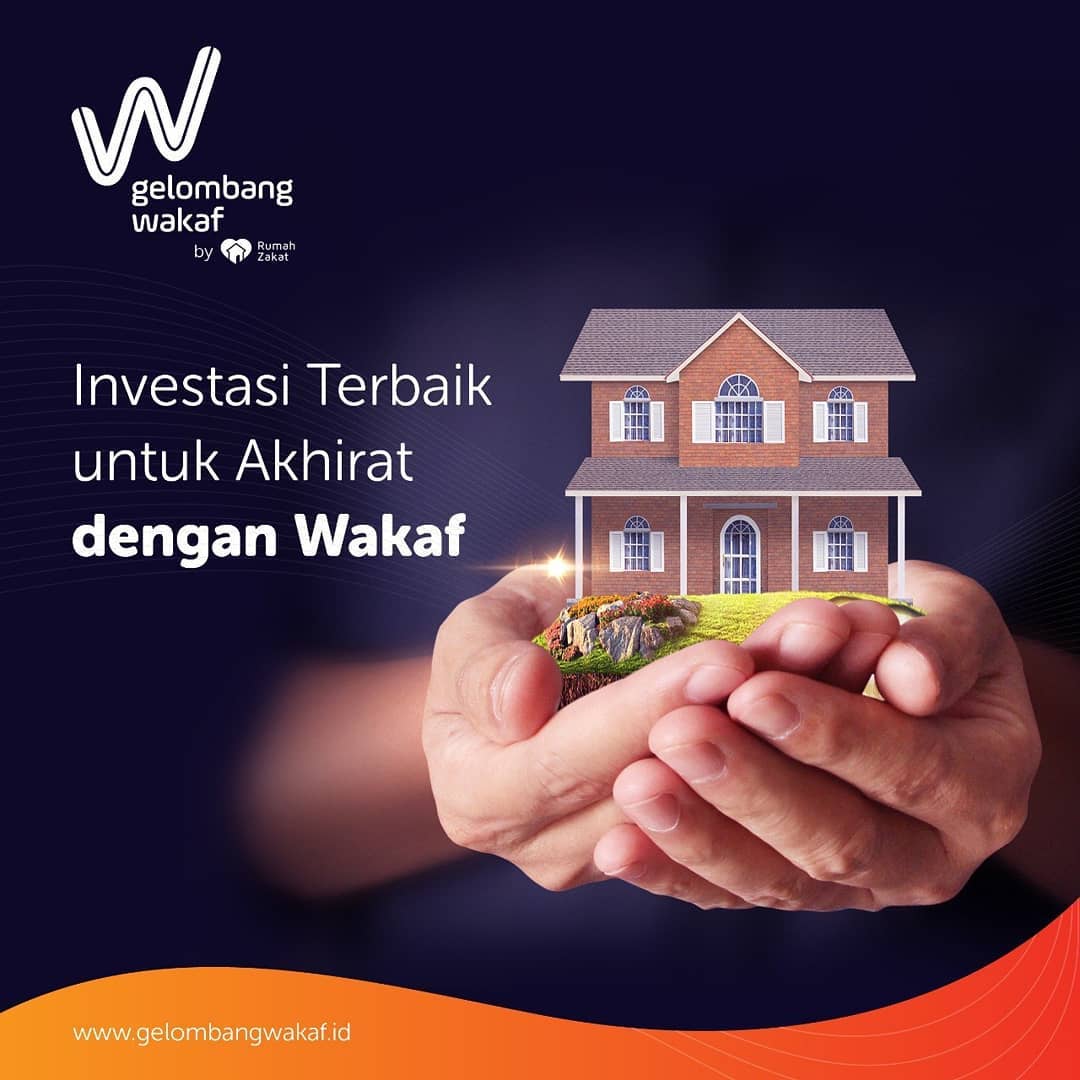 gelombang
wakaf
by Rumah
Zakat
Investasi Terbaik
untuk Akhirat
dengan Wakaf
www.gelombangwakaf.id